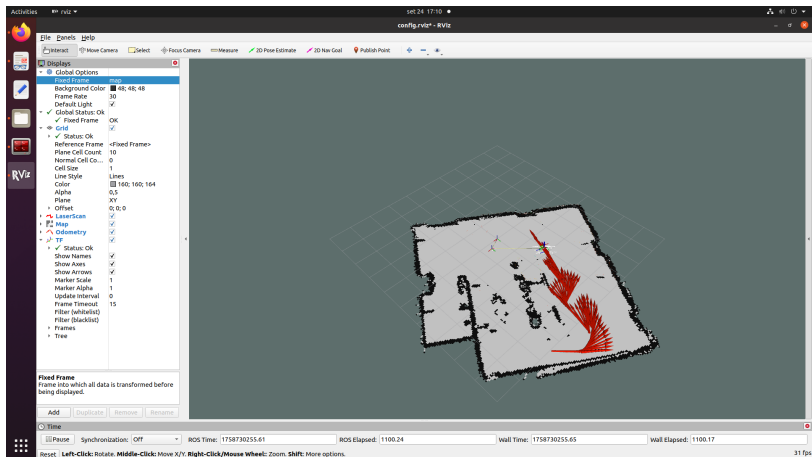 Activities RViz set 24 17:10
config.rviz* - RViz
File Panels Help
Interact Move Camera Select Focus Camera Measure 2D Pose Estimate 2D Nav Goal Publish Point
Displays
Global Options
Fixed Frame map
Background Color 48; 48; 48
Frame Rate 30
Default Light
Global Status: Ok
Fixed Frame OK
Grid
Status: Ok
Reference Frame <Fixed Frame>
Plane Cell Count 10
Normal Cell Co... 0
Cell Size 1
Line Style Lines
Color 160; 160; 164
Alpha 0,5
Plane XY
Offset 0; 0; 0
LaserScan
Map
Odometry
TF
Status: Ok
Show Names
Show Axes
Show Arrows
Marker Scale 1
Marker Alpha 1
Update Interval 0
Frame Timeout 15
Filter (whitelist)
Filter (blacklist)
Frames
Tree
Fixed Frame
Frame into which all data is transformed before
being displayed.
Add Duplicate Remove Rename
Time
Pause Synchronization: Off ROS Time: 1758730255.61 ROS Elapsed: 1100.24 Wall Time: 1758730255.65 Wall Elapsed: 1100.17
Reset Left-Click: Rotate. Middle-Click: Move X/Y. Right-Click/Mouse Wheel: Zoom. Shift: More options. 31 fps
RViz